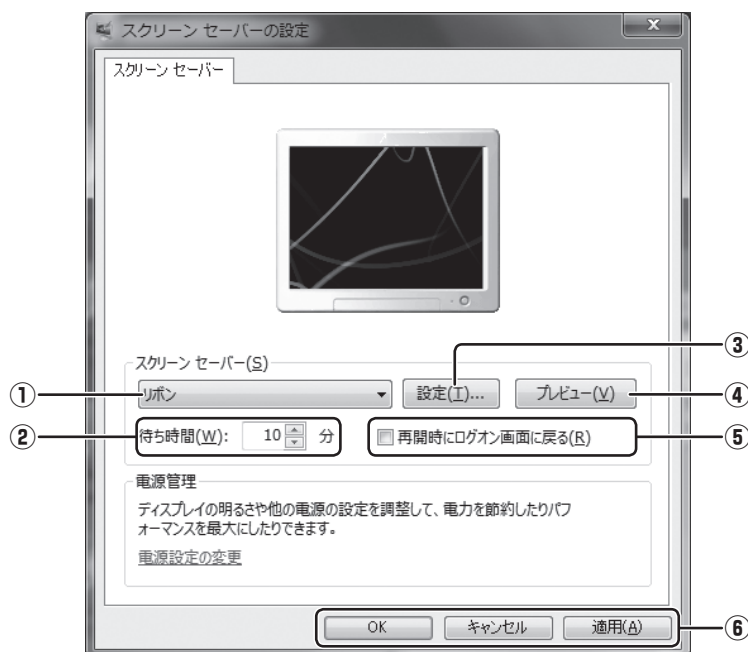 スクリーン セーバーの設定
スクリーン セーバー
スクリーン セーバー(S)
① リボン 設定(T)... ③ プレビュー(V) ④
② 待ち時間(W): 10 分 再開時にログオン画面に戻る(R) ⑤
電源管理
ディスプレイの明るさや他の電源の設定を調整して、電力を節約したりパフ
ォーマンスを最大にしたりできます。
電源設定の変更
OK キャンセル 適用(A) ⑥